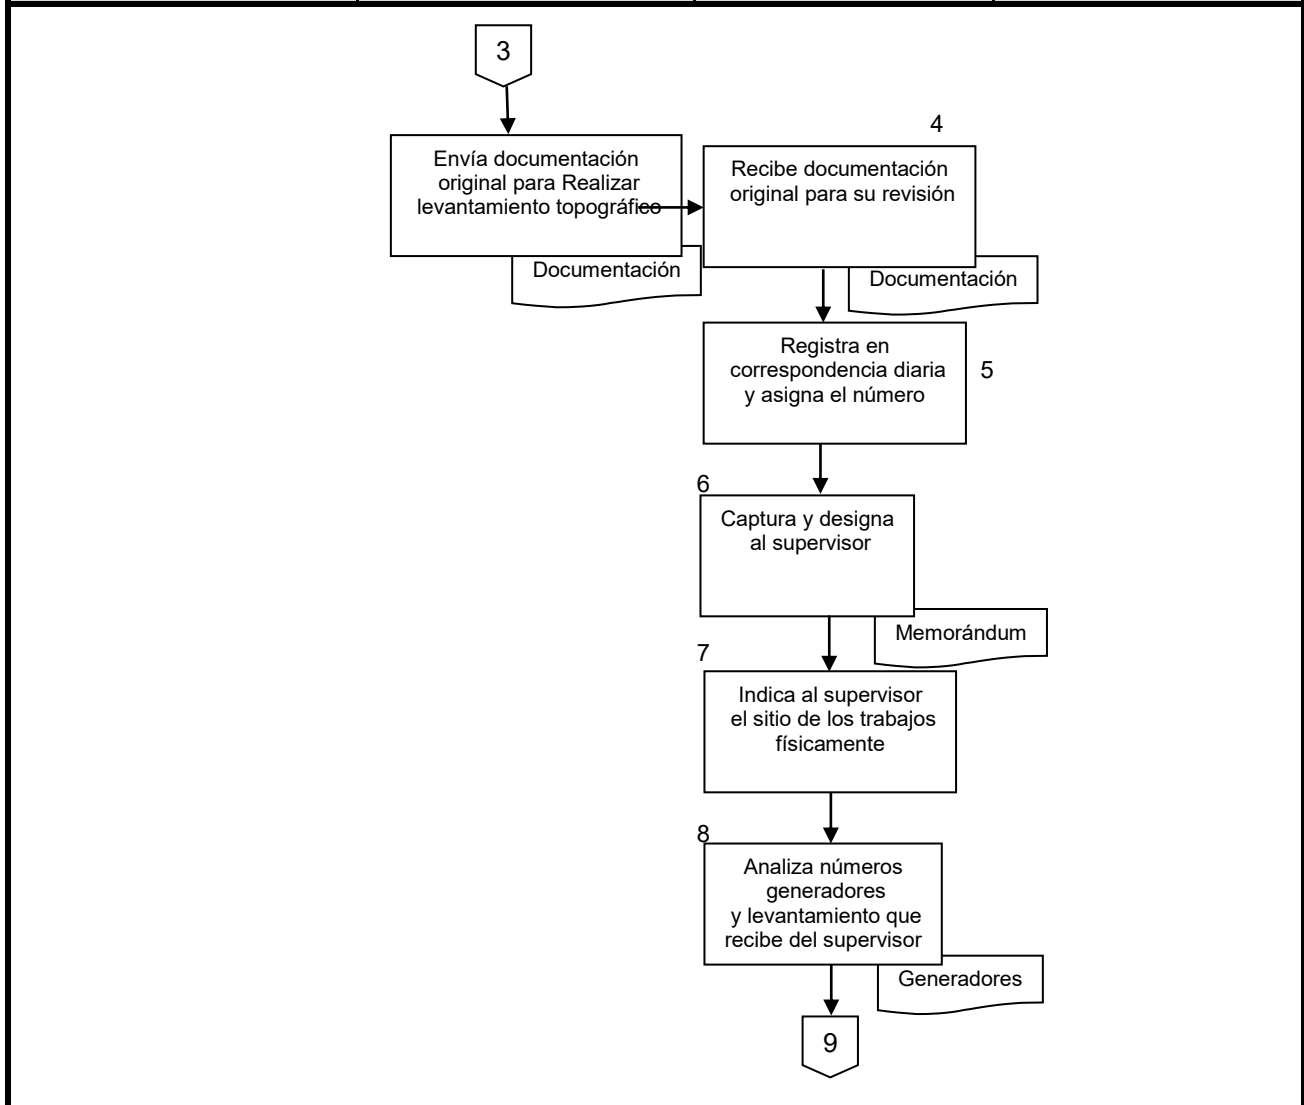 3
Envía documentación
original para Realizar
levantamiento topográfico
Documentación
4
Recibe documentación
original para su revisión
Documentación
Registra en
correspondencia diaria
y asigna el número
5
6
Captura y designa
al supervisor
Memorándum
7
Indica al supervisor
el sitio de los trabajos
físicamente
8
Analiza números
generadores
y levantamiento que
recibe del supervisor
Generadores
9